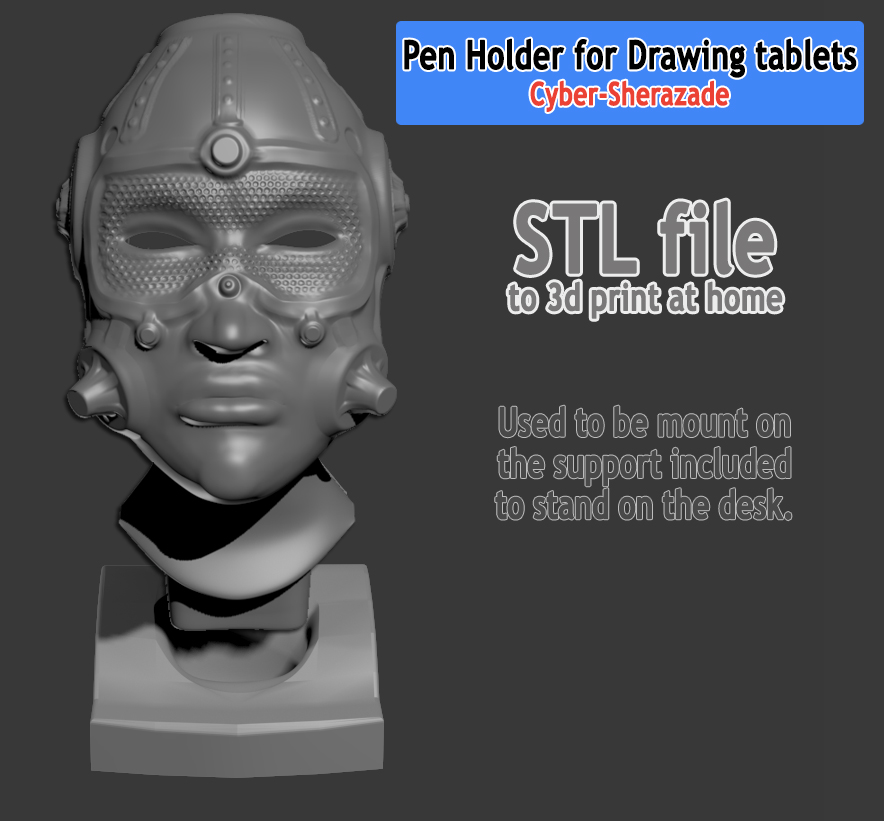 Pen Holder for Drawing tablets
Cyber-Sherazade
STL file
to 3d print at home
Used to be mount on
the support included
to stand on the desk.